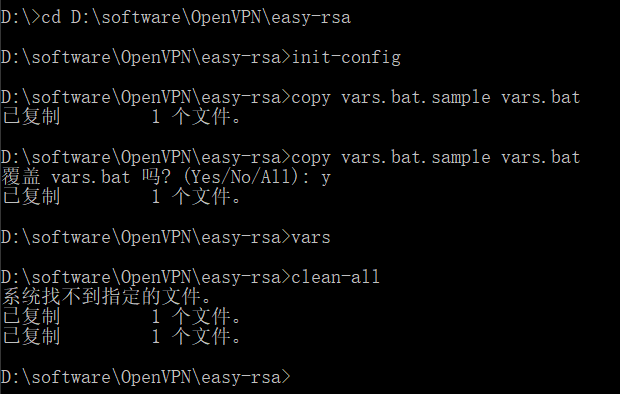 D:\>cd D:\software\OpenVPN\easy-rsa
D:\software\OpenVPN\easy-rsa>init-config
D:\software\OpenVPN\easy-rsa>copy vars.bat.sample vars.bat
已复制         1 个文件。
D:\software\OpenVPN\easy-rsa>copy vars.bat.sample vars.bat
覆盖 vars.bat 吗? (Yes/No/All): y
已复制         1 个文件。
D:\software\OpenVPN\easy-rsa>vars
D:\software\OpenVPN\easy-rsa>clean-all
系统找不到指定的文件。
已复制         1 个文件。
已复制         1 个文件。
D:\software\OpenVPN\easy-rsa>